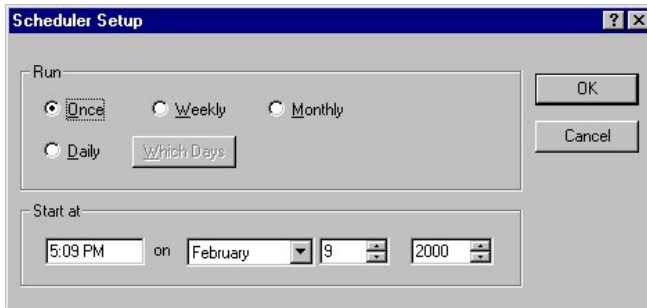 Scheduler Setup
Run
Once Weekly Monthly
Daily Which Days
OK
Cancel
Start at
5:09 PM on February 9 2000